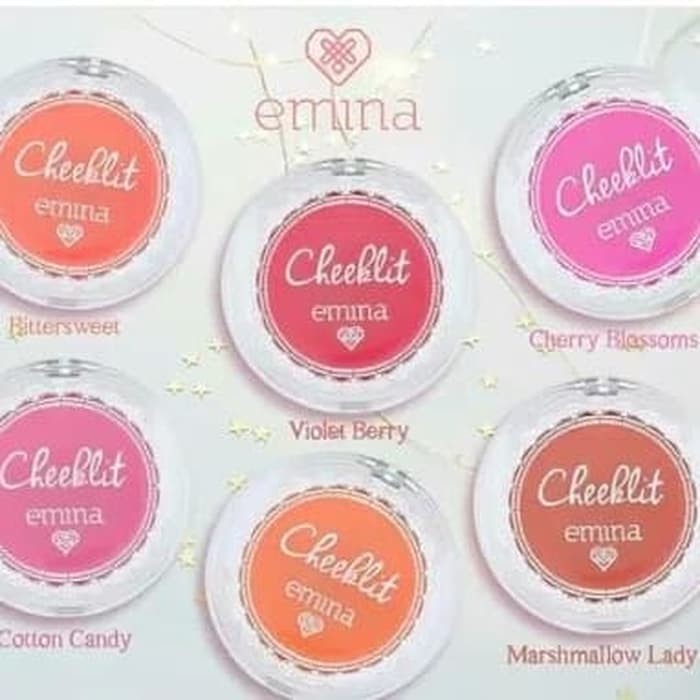 emina
Cheeklit
emina
Bittersweet
Cheeklit
emina
Violet Berry
Cheeklit
emina
Cherry Blossoms
Cheeklit
emina
Cotton Candy
Cheeklit
emina
Cheeklit
emina
Marshmallow Lady